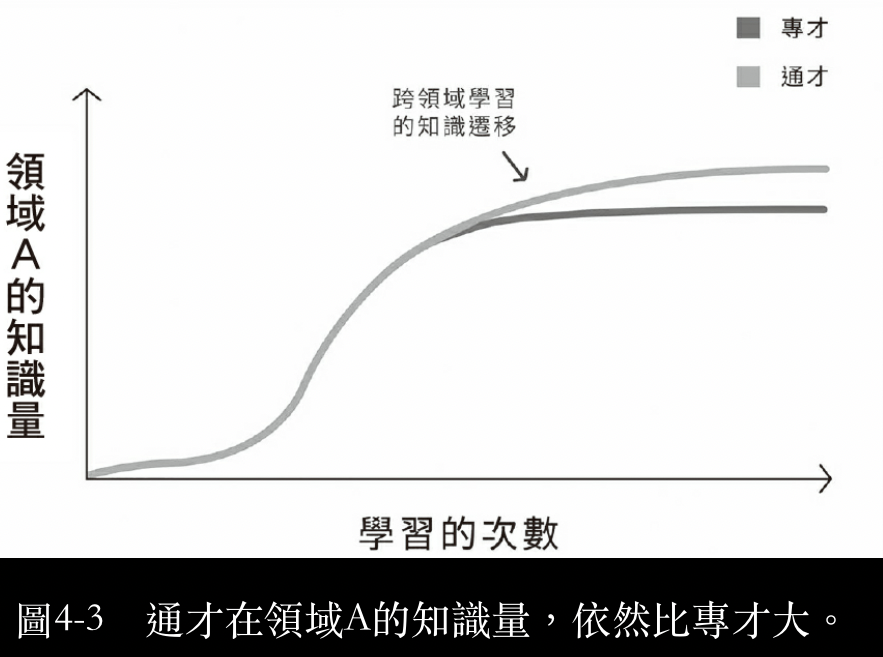 專才
通才
跨領域學習
的知識遷移
領域A的知識量
學習的次數
圖4-3 通才在領域A的知識量，依然比專才大。